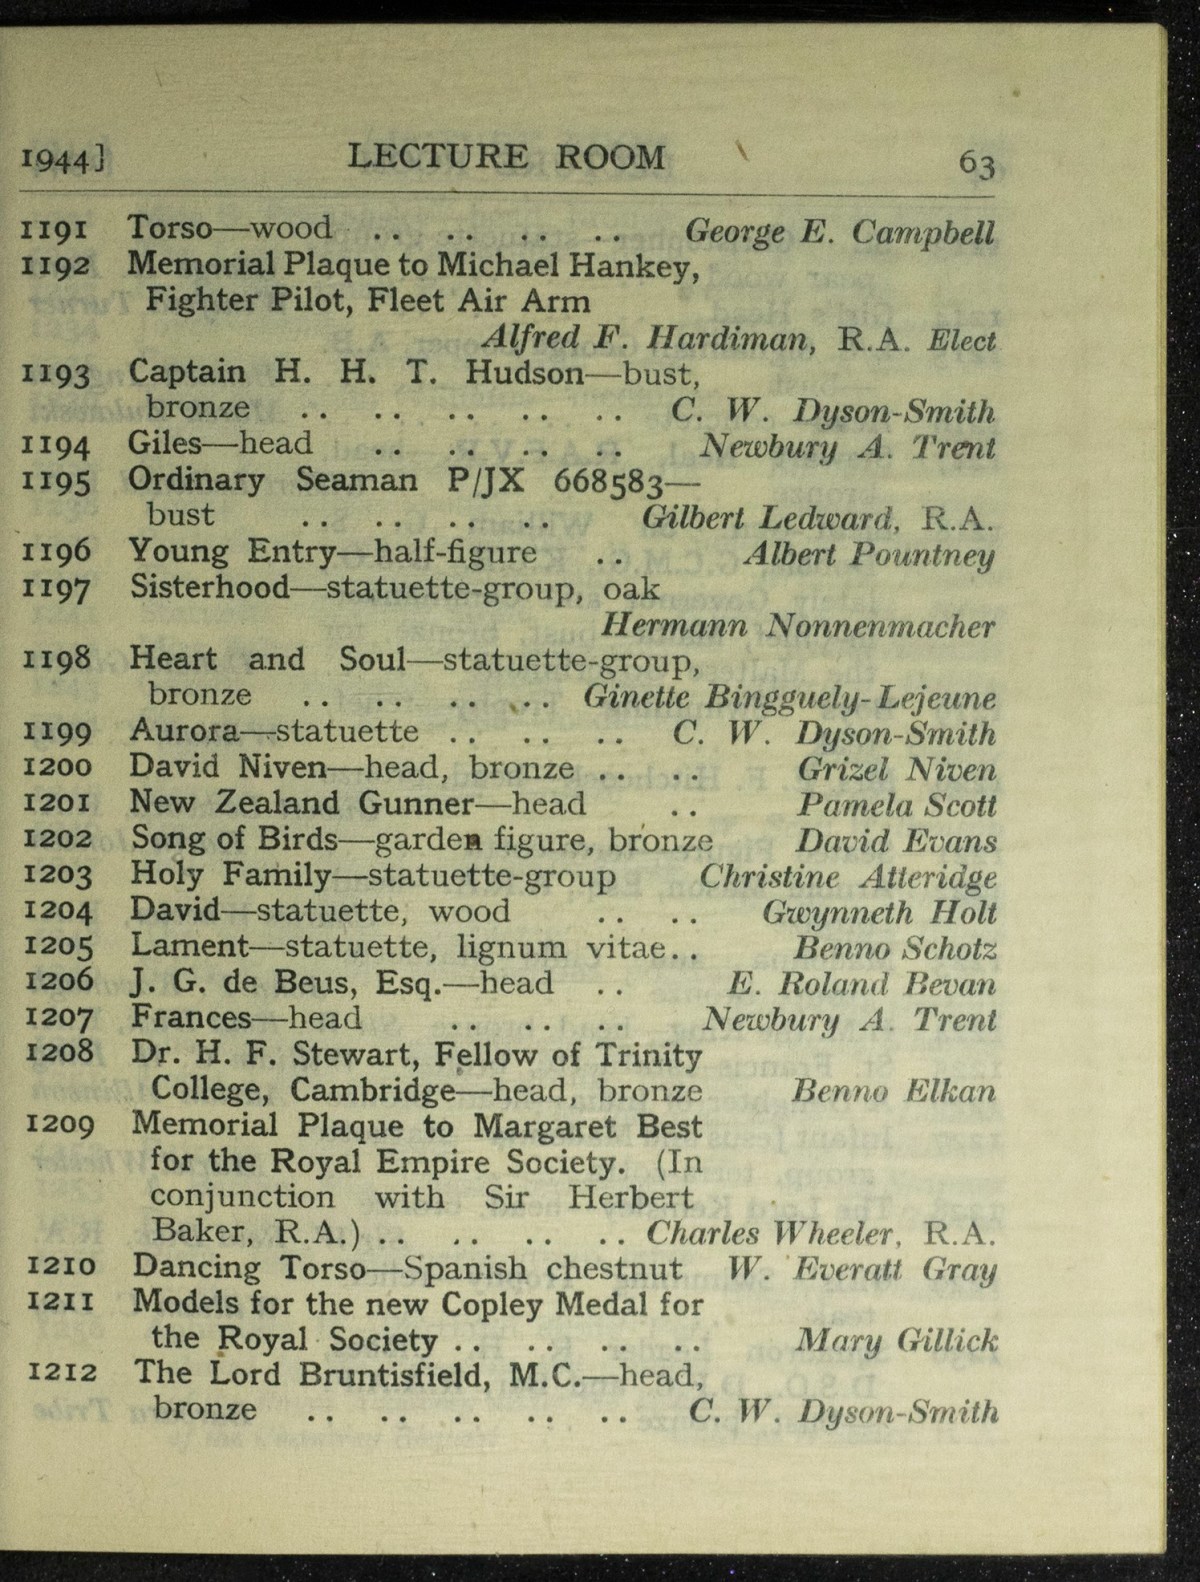 1944] LECTURE ROOM 63
1191 Torso—wood .. .. .. .. George E. Campbell
1192 Memorial Plaque to Michael Hankey,
Fighter Pilot, Fleet Air Arm
Alfred F. Hardiman, R.A. Elect
1193 Captain H. H. T. Hudson—bust,
bronze .. .. .. .. .. C. W. Dyson-Smith
1194 Giles—head .. .. .. .. Newbury A. Trent
1195 Ordinary Seaman P/JX 668583—
bust .. .. .. .. Gilbert Ledward, R.A.
1196 Young Entry—half-figure .. Albert Pountney
1197 Sisterhood—statuette-group, oak
Hermann Nonnenmacher
1198 Heart and Soul—statuette-group,
bronze .. .. .. .. Ginette Bingguely-Lejeune
1199 Aurora—statuette .. .. .. C. W. Dyson-Smith
1200 David Niven—head, bronze .. .. Grizel Niven
1201 New Zealand Gunner—head .. Pamela Scott
1202 Song of Birds—garden figure, bronze David Evans
1203 Holy Family—statuette-group Christine Atteridge
1204 David—statuette, wood .. .. Gwynneth Holt
1205 Lament—statuette, lignum vitae.. Benno Schotz
1206 J. G. de Beus, Esq.—head .. E. Roland Bevan
1207 Frances—head .. .. .. Newbury A. Trent
1208 Dr. H. F. Stewart, Fellow of Trinity
College, Cambridge—head, bronze Benno Elkan
1209 Memorial Plaque to Margaret Best
for the Royal Empire Society. (In
conjunction with Sir Herbert
Baker, R.A.) .. .. .. .. Charles Wheeler, R.A.
1210 Dancing Torso—Spanish chestnut W. Everatt Gray
1211 Models for the new Copley Medal for
the Royal Society .. .. .. .. Mary Gillick
1212 The Lord Bruntisfield, M.C.—head,
bronze .. .. .. .. .. C. W. Dyson-Smith